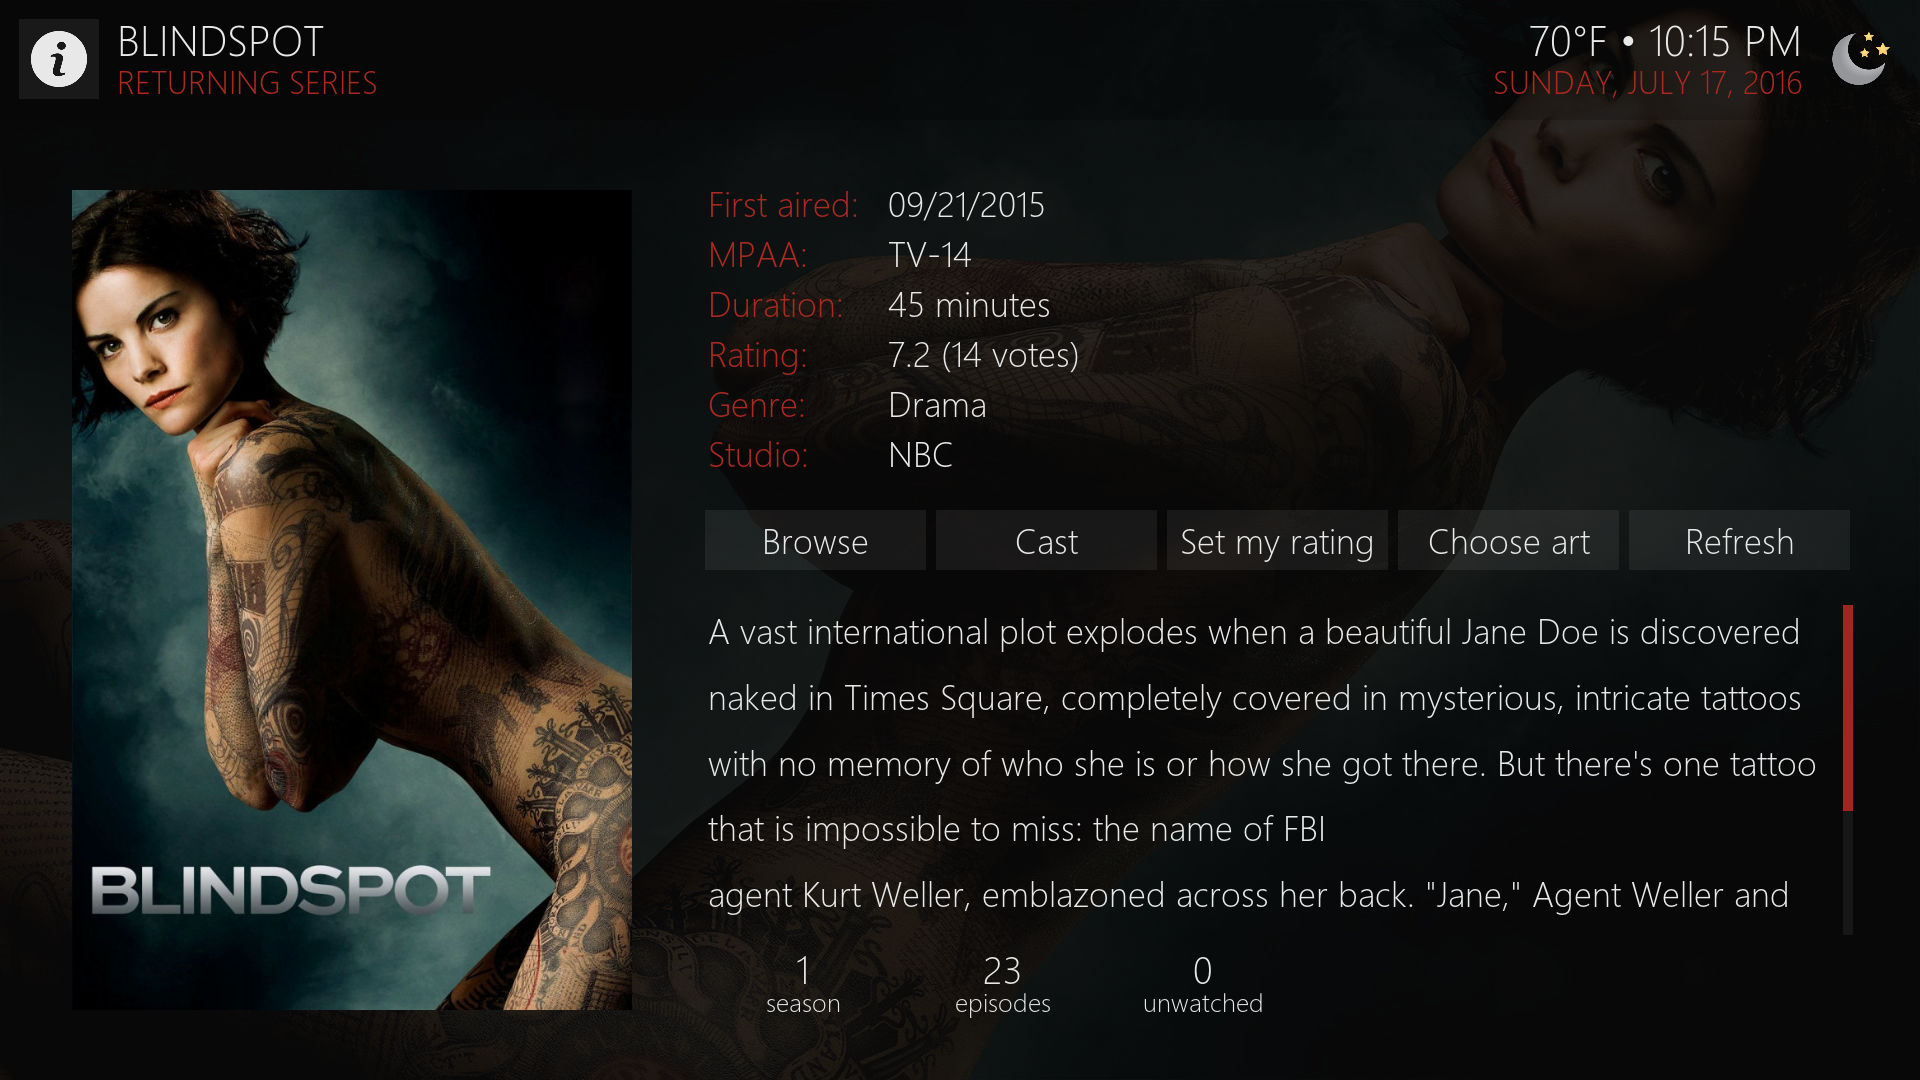 BLINDSPOT
RETURNING SERIES
70°F • 10:15 PM
SUNDAY, JULY 17, 2016
BLINDSPOT
First aired: 09/21/2015
MPAA: TV-14
Duration: 45 minutes
Rating: 7.2 (14 votes)
Genre: Drama
Studio: NBC
Browse Cast Set my rating Choose art Refresh
A vast international plot explodes when a beautiful Jane Doe is discovered
naked in Times Square, completely covered in mysterious, intricate tattoos
with no memory of who she is or how she got there. But there's one tattoo
that is impossible to miss: the name of FBI
agent Kurt Weller, emblazoned across her back. "Jane," Agent Weller and
1 23 0
season episodes unwatched